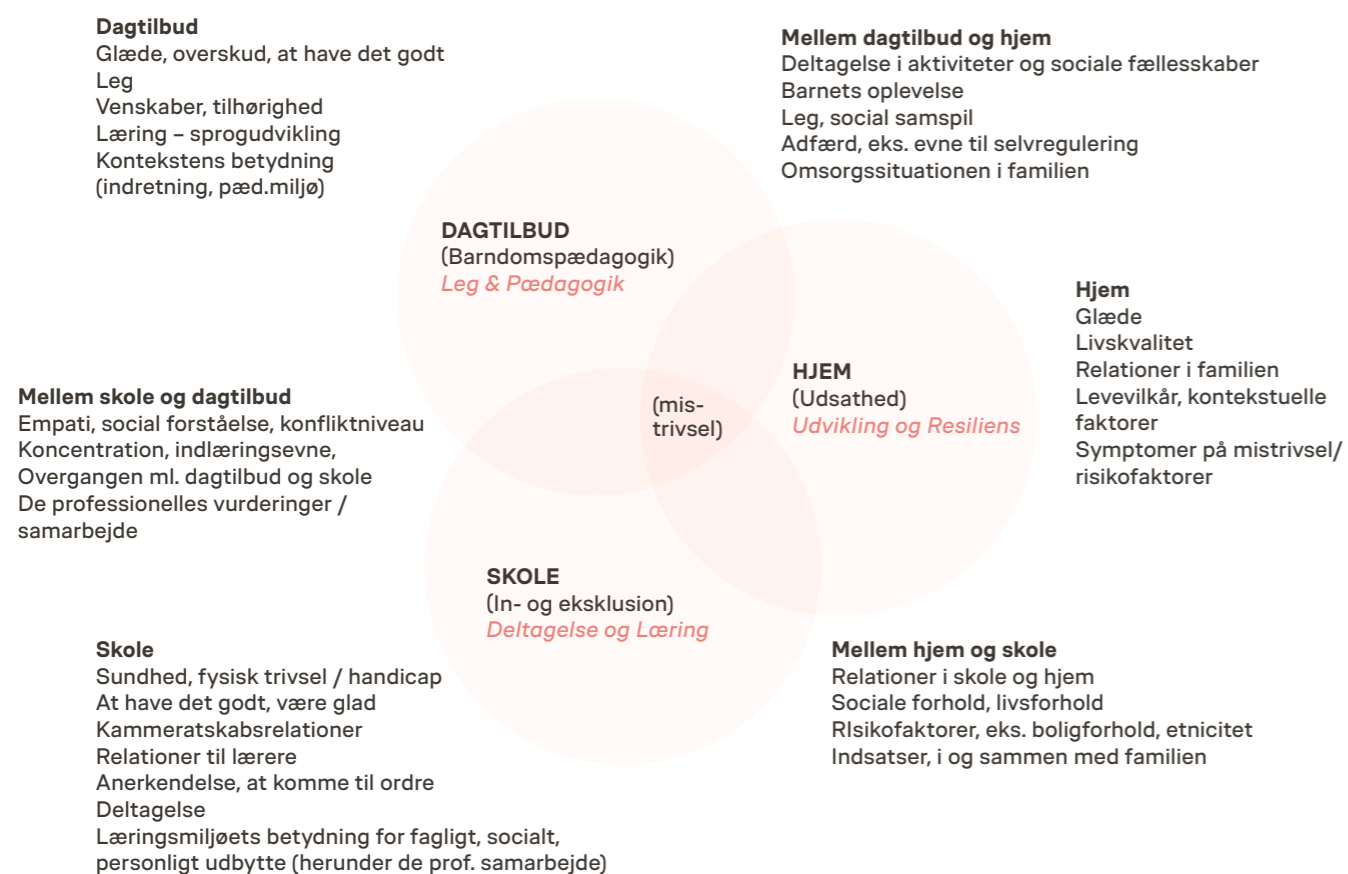 Dagtilbud
Glæde, overskud, at have det godt
Leg
Venskaber, tilhørighed
Læring – sprogudvikling
Kontekstens betydning
(indretning, pæd.miljø)
Mellem dagtilbud og hjem
Deltagelse i aktiviteter og sociale fællesskaber
Barnets oplevelse
Leg, social samspil
Adfærd, eks. evne til selvregulering
Omsorgssituationen i familien
DAGTILBUD
(Barndomspædagogik)
Leg & Pædagogik
Hjem
Glæde
Livskvalitet
Relationer i familien
Levevilkår, kontekstuelle
faktorer
Symptomer på mistrivsel/
risikofaktorer
HJEM
(Udsathed)
Udvikling og Resiliens
(mis-
trivsel)
Mellem skole og dagtilbud
Empati, social forståelse, konfliktniveau
Koncentration, indlæringsevne,
Overgangen ml. dagtilbud og skole
De professionelles vurderinger /
samarbejde
SKOLE
(In- og eksklusion)
Deltagelse og Læring
Skole
Sundhed, fysisk trivsel / handicap
At have det godt, være glad
Kammeratskabsrelationer
Relationer til lærere
Anerkendelse, at komme til ordre
Deltagelse
Læringsmiljøets betydning for fagligt, socialt,
personligt udbytte (herunder de prof. samarbejde)
Mellem hjem og skole
Relationer i skole og hjem
Sociale forhold, livsforhold
RIsikofaktorer, eks. boligforhold, etnicitet
Indsatser, i og sammen med familien